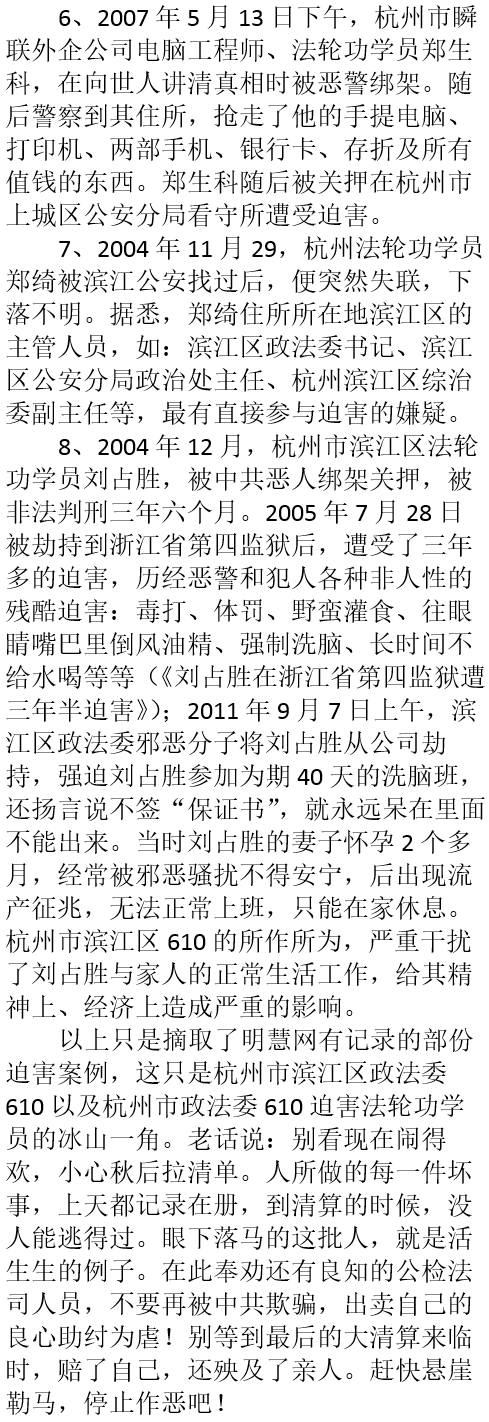 6、2007 年 5 月 13 日下午，杭州市瞬
联外企公司电脑工程师、法轮功学员郑生
科，在向世人讲清真相时被恶警绑架。随
后警察到其住所，抢走了他的手提电脑、
打印机、两部手机、银行卡、存折及所有
值钱的东西。郑生科随后被关押在杭州市
上城区公安分局看守所遭受迫害。
7、2004 年 11 月 29，杭州法轮功学员
郑绮被滨江公安找过后，便突然失联，下
落不明。据悉，郑绮住所所在地滨江区的
主管人员，如：滨江区政法委书记、滨江
区公安分局政治处主任、杭州滨江区综治
委副主任等，最有直接参与迫害的嫌疑。
8、2004 年 12 月，杭州市滨江区法轮
功学员刘占胜，被中共恶人绑架关押，被
非法判刑三年六个月。2005 年 7 月 28 日
被劫持到浙江省第四监狱后，遭受了三年
多的迫害，历经恶警和犯人各种非人性的
残酷迫害：毒打、体罚、野蛮灌食、往眼
睛嘴巴里倒风油精、强制洗脑、长时间不
给水喝等等（《刘占胜在浙江省第四监狱遭
三年半迫害》）；2011 年 9 月 7 日上午，滨
江区政法委邪恶分子将刘占胜从公司劫
持，强迫刘占胜参加为期 40 天的洗脑班，
还扬言说不签“保证书”，就永远呆在里面
不能出来。当时刘占胜的妻子怀孕 2 个多
月，经常被邪恶骚扰不得安宁，后出现流
产征兆，无法正常上班，只能在家休息。
杭州市滨江区 610 的所作所为，严重干扰
了刘占胜与家人的正常生活工作，给其精
神上、经济上造成严重的影响。
以上只是摘取了明慧网有记录的部份
迫害案例，这只是杭州市滨江区政法委
610 以及杭州市政法委 610 迫害法轮功学
员的冰山一角。老话说：别看现在闹得
欢，小心秋后拉清单。人所做的每一件坏
事，上天都记录在册，到清算的时候，没
人能逃得过。眼下落马的这批人，就是活
生生的例子。在此奉劝还有良知的公检法
司人员，不要再被中共欺骗，出卖自己的
良心助纣为虐！别等到最后的大清算来临
时，赔了自己，还殃及了亲人。赶快悬崖
勒马，停止作恶吧！